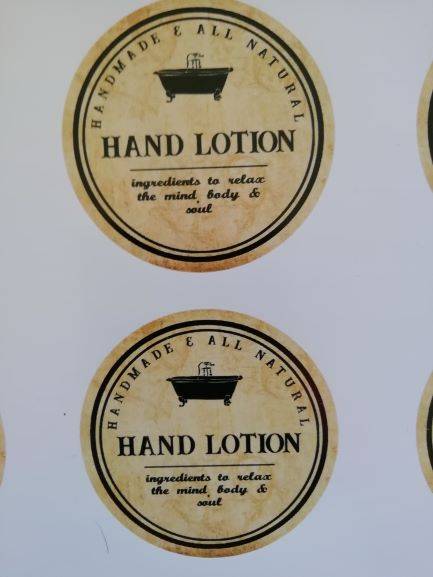 HANDMADE & ALL NATURAL
HAND LOTION
ingredients to relax
the mind, body &
soul
HANDMADE & ALL NATURAL
HAND LOTION
ingredients to relax
the mind, body &
soul